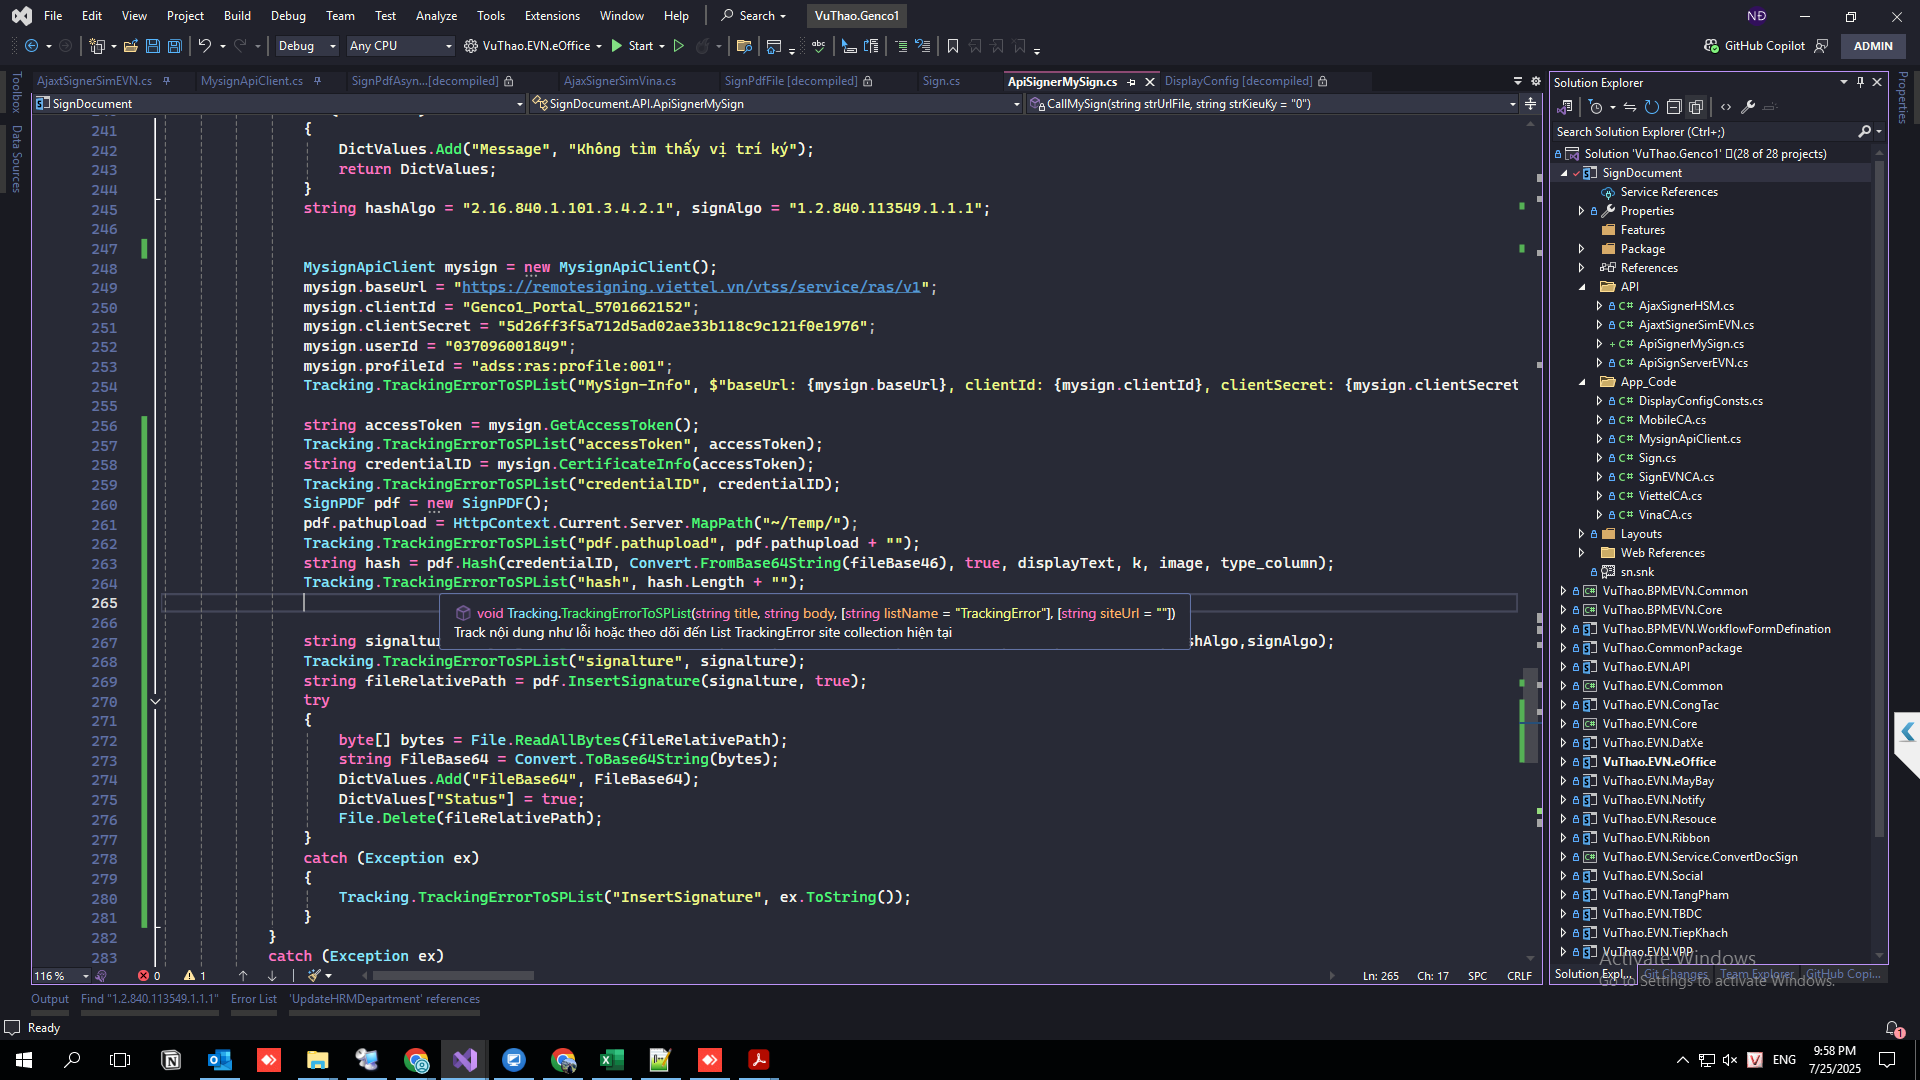 File Edit View Project Build Debug Team Test Analyze Tools Extensions Window Help Search VuThao.Genco1 NĐ
Debug Any CPU VuThao.EVN.eOffice Start GitHub Copilot ADMIN
Toolbox
Data Sources
AjaxtSignerSimEVN.cs MysignApiClient.cs SignPdfAsyn...[decompiled] AjaxSignerSimVina.cs SignPdfFile [decompiled] Sign.cs ApiSignerMySign.cs DisplayConfig [decompiled]
SignDocument SignDocument.API.ApiSignerMySign CallMySign(string strUrlFile, string strKieuKy = "0")
241 {
242 DictValues.Add("Message", "Không tìm thấy vị trí ký");
243 return DictValues;
244 }
245 string hashAlgo = "2.16.840.1.101.3.4.2.1", signAlgo = "1.2.840.113549.1.1.1";
246
247
248 MysignApiClient mysign = new MysignApiClient();
249 mysign.baseUrl = "https://remotesigning.viettel.vn/vtss/service/ras/v1";
250 mysign.clientId = "Genco1_Portal_5701662152";
251 mysign.clientSecret = "5d26ff3f5a712d5ad02ae33b118c9c121f0e1976";
252 mysign.userId = "037096001849";
253 mysign.profileId = "adss:ras:profile:001";
254 Tracking.TrackingErrorToSPList("MySign-Info", $"baseUrl: {mysign.baseUrl}, clientId: {mysign.clientId}, clientSecret: {mysign.clientSecret
255
256 string accessToken = mysign.GetAccessToken();
257 Tracking.TrackingErrorToSPList("accessToken", accessToken);
258 string credentialID = mysign.CertificateInfo(accessToken);
259 Tracking.TrackingErrorToSPList("credentialID", credentialID);
260 SignPDF pdf = new SignPDF();
261 pdf.pathupload = HttpContext.Current.Server.MapPath("~/Temp/");
262 Tracking.TrackingErrorToSPList("pdf.pathupload", pdf.pathupload + "");
263 string hash = pdf.Hash(credentialID, Convert.FromBase64String(fileBase46), true, displayText, k, image, type_column);
264 Tracking.TrackingErrorToSPList("hash", hash.Length + "");
265
266
void Tracking.TrackingErrorToSPList(string title, string body, [string listName = "TrackingError"], [string siteUrl = ""])
Track nội dung như lỗi hoặc theo dõi đến List TrackingError site collection hiện tại
267 string signaltur shAlgo,signAlgo);
268 Tracking.TrackingErrorToSPList("signalture", signalture);
269 string fileRelativePath = pdf.InsertSignature(signalture, true);
270 try
271 {
272 byte[] bytes = File.ReadAllBytes(fileRelativePath);
273 string FileBase64 = Convert.ToBase64String(bytes);
274 DictValues.Add("FileBase64", FileBase64);
275 DictValues["Status"] = true;
276 File.Delete(fileRelativePath);
277 }
278 catch (Exception ex)
279 {
280 Tracking.TrackingErrorToSPList("InsertSignature", ex.ToString());
281 }
282 }
283 catch (Exception ex)
116 % 0 1 Ln: 265 Ch: 17 SPC CRLF
Solution Explorer
Search Solution Explorer (Ctrl+;)
Solution 'VuThao.Genco1' (28 of 28 projects)
SignDocument
Service References
Properties
Features
Package
References
API
AjaxSignerHSM.cs
AjaxtSignerSimEVN.cs
ApiSignerMySign.cs
ApiSignServerEVN.cs
App_Code
DisplayConfigConsts.cs
MobileCA.cs
MysignApiClient.cs
Sign.cs
SignEVNCA.cs
ViettelCA.cs
VinaCA.cs
Layouts
Web References
sn.snk
VuThao.BPMEVN.Common
VuThao.BPMEVN.Core
VuThao.BPMEVN.WorkflowFormDefination
VuThao.CommonPackage
VuThao.EVN.API
VuThao.EVN.Common
VuThao.EVN.CongTac
VuThao.EVN.Core
VuThao.EVN.DatXe
VuThao.EVN.eOffice
VuThao.EVN.MayBay
VuThao.EVN.Notify
VuThao.EVN.Resouce
VuThao.EVN.Ribbon
VuThao.EVN.Service.ConvertDocSign
VuThao.EVN.Social
VuThao.EVN.TangPham
VuThao.EVN.TBDC
VuThao.EVN.TiepKhach
VuThao.EVN.VPP
Activate Windows
Go to Settings to activate Windows.
Solution Expl... Git Changes Team Explorer GitHub Copi...
Properties
Output Find "1.2.840.113549.1.1.1" Error List 'UpdateHRMDepartment' references
Ready
1
ENG
9:58 PM
7/25/2025